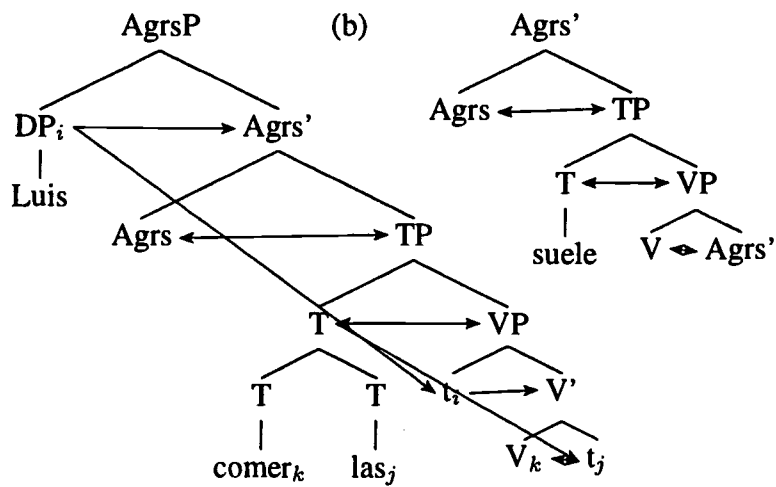 AgrsP (b) Agrs’
DPᵢ Agrs’ Agrs TP
Luis T VP
Agrs TP suele V Agrs’
T VP
T T tᵢ V’
comerₖ lasⱼ Vₖ tⱼ